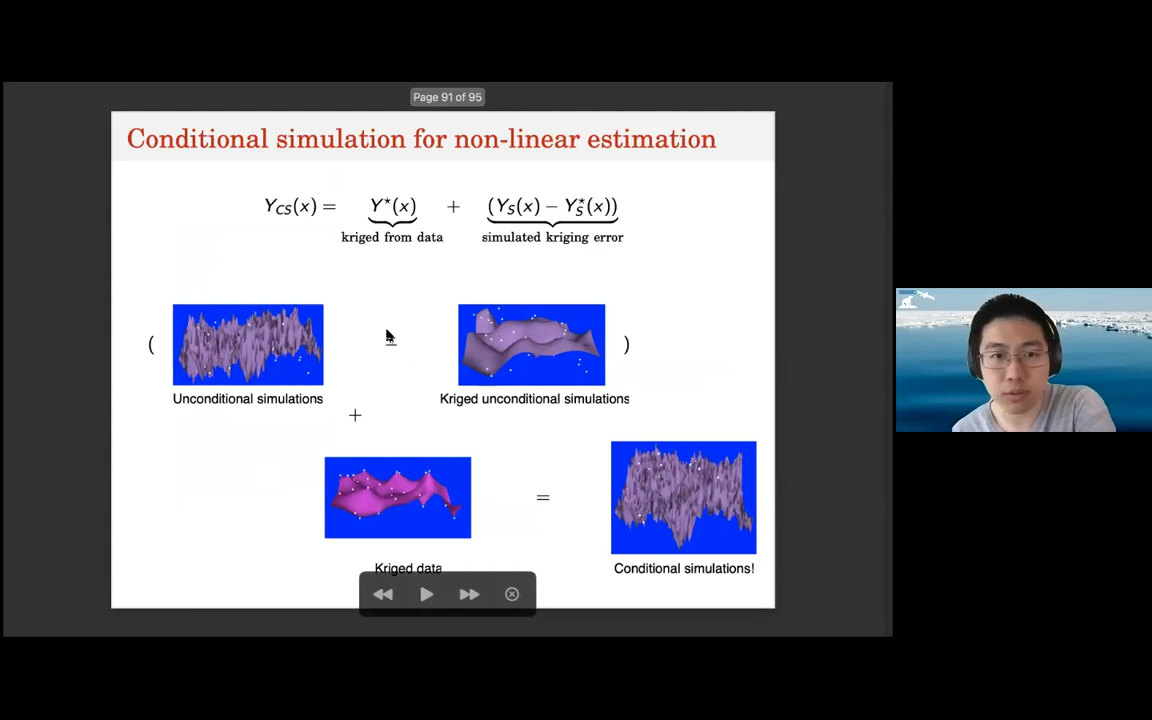 Page 91 of 95
Conditional simulation for non-linear estimation
Y_CS(x) = Y*(x) + (Y_S(x) − Y*_S(x))
kriged from data simulated kriging error
( − )
Unconditional simulations Kriged unconditional simulations
+
=
Kriged data Conditional simulations!